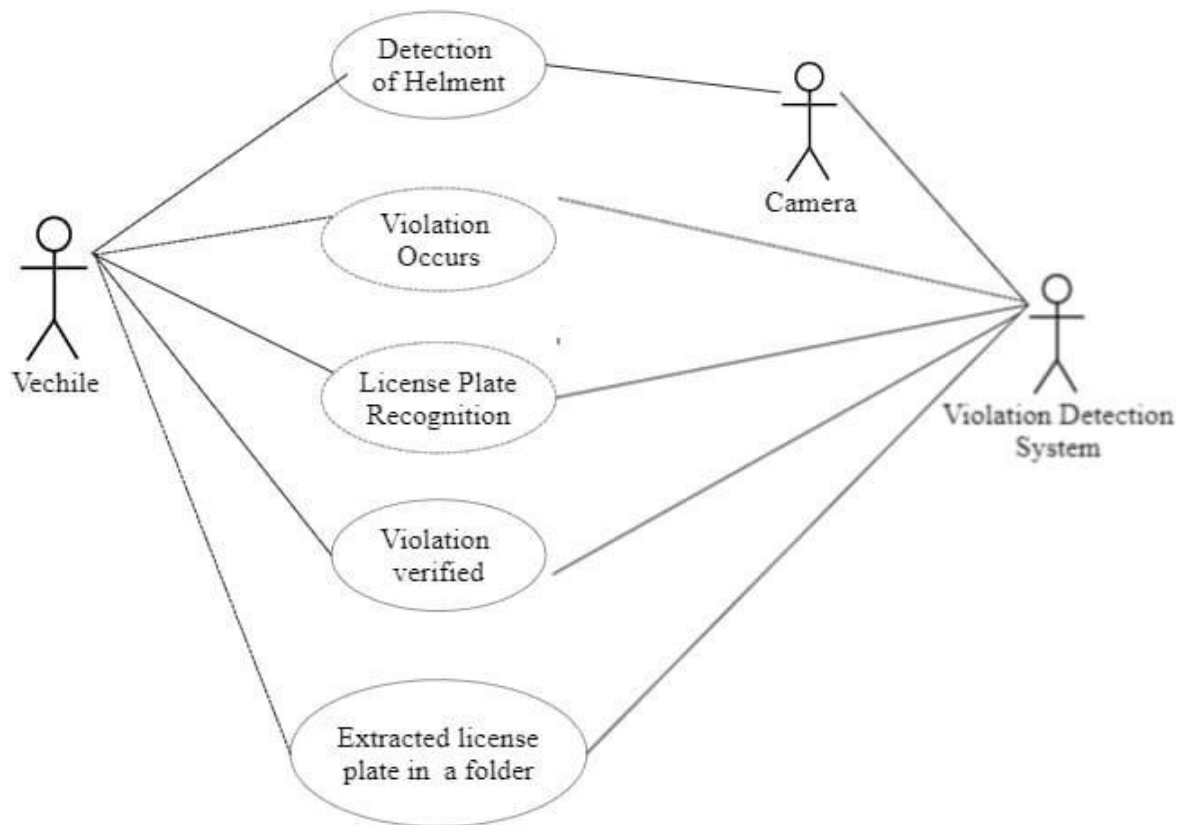 Detection
of Helment
Camera
Violation
Occurs
Vechile
License Plate
Recognition
Violation Detection
System
Violation
verified
Extracted license
plate in a folder